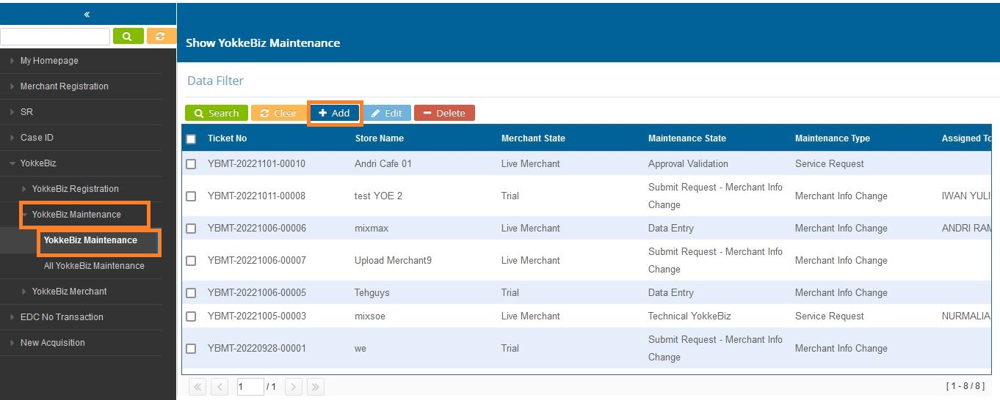 «
My Homepage
Merchant Registration
SR
Case ID
YokkeBiz
YokkeBiz Registration
YokkeBiz Maintenance
YokkeBiz Maintenance
All YokkeBiz Maintenance
YokkeBiz Merchant
EDC No Transaction
New Acquisition
Show YokkeBiz Maintenance
Data Filter
Search Clear Add Edit Delete
Ticket No Store Name Merchant State Maintenance State Maintenance Type Assigned To
YBMT-20221101-00010 Andri Cafe 01 Live Merchant Approval Validation Service Request
YBMT-20221011-00008 test YOE 2 Trial Submit Request - Merchant Info
Change Merchant Info Change IWAN YULI
YBMT-20221006-00006 mixmax Live Merchant Data Entry Merchant Info Change ANDRI RAM
YBMT-20221006-00007 Upload Merchant9 Live Merchant Submit Request - Merchant Info
Change Merchant Info Change
YBMT-20221006-00005 Tehguys Trial Data Entry Merchant Info Change
YBMT-20221005-00003 mixsoe Live Merchant Technical YokkeBiz Service Request NURMALIA
YBMT-20220928-00001 we Trial Submit Request - Merchant Info
Change Merchant Info Change
« < 1 / 1 > » [ 1 - 8 / 8 ]